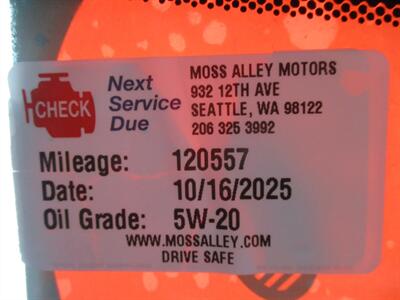 CHECK
Next
Service
Due
MOSS ALLEY MOTORS
932 12TH AVE
SEATTLE, WA 98122
206 325 3992
Mileage: 120557
Date: 10/16/2025
Oil Grade: 5W-20
WWW.MOSSALLEY.COM
DRIVE SAFE